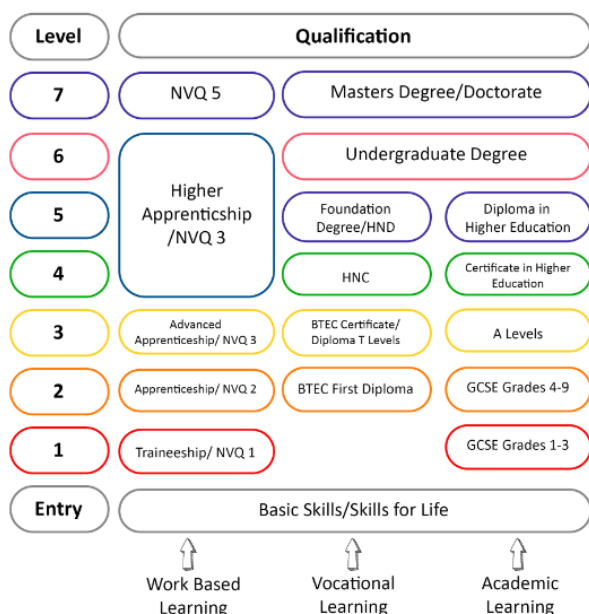 Level
Qualification
7
NVQ 5
Masters Degree/Doctorate
6
Undergraduate Degree
Higher
Apprenticship
/NVQ 3
5
Foundation
Degree/HND
Diploma in
Higher Education
4
HNC
Certificate in Higher
Education
3
Advanced
Apprenticeship/ NVQ 3
BTEC Certificate/
Diploma T Levels
A Levels
2
Apprenticeship/ NVQ 2
BTEC First Diploma
GCSE Grades 4-9
1
Traineeship/ NVQ 1
GCSE Grades 1-3
Entry
Basic Skills/Skills for Life
Work Based
Learning
Vocational
Learning
Academic
Learning